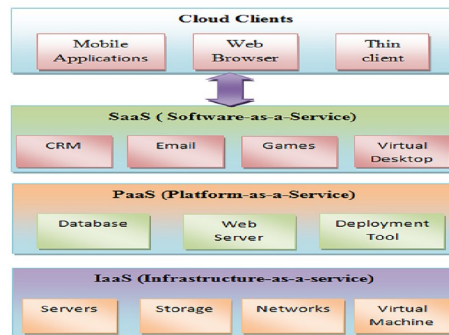 Cloud Clients
Mobile
Applications
Web
Browser
Thin
client
SaaS ( Software-as-a-Service)
CRM
Email
Games
Virtual
Desktop
PaaS (Platform-as-a-Service)
Database
Web
Server
Deployment
Tool
IaaS (Infrastructure-as-a-service)
Servers
Storage
Networks
Virtual
Machine